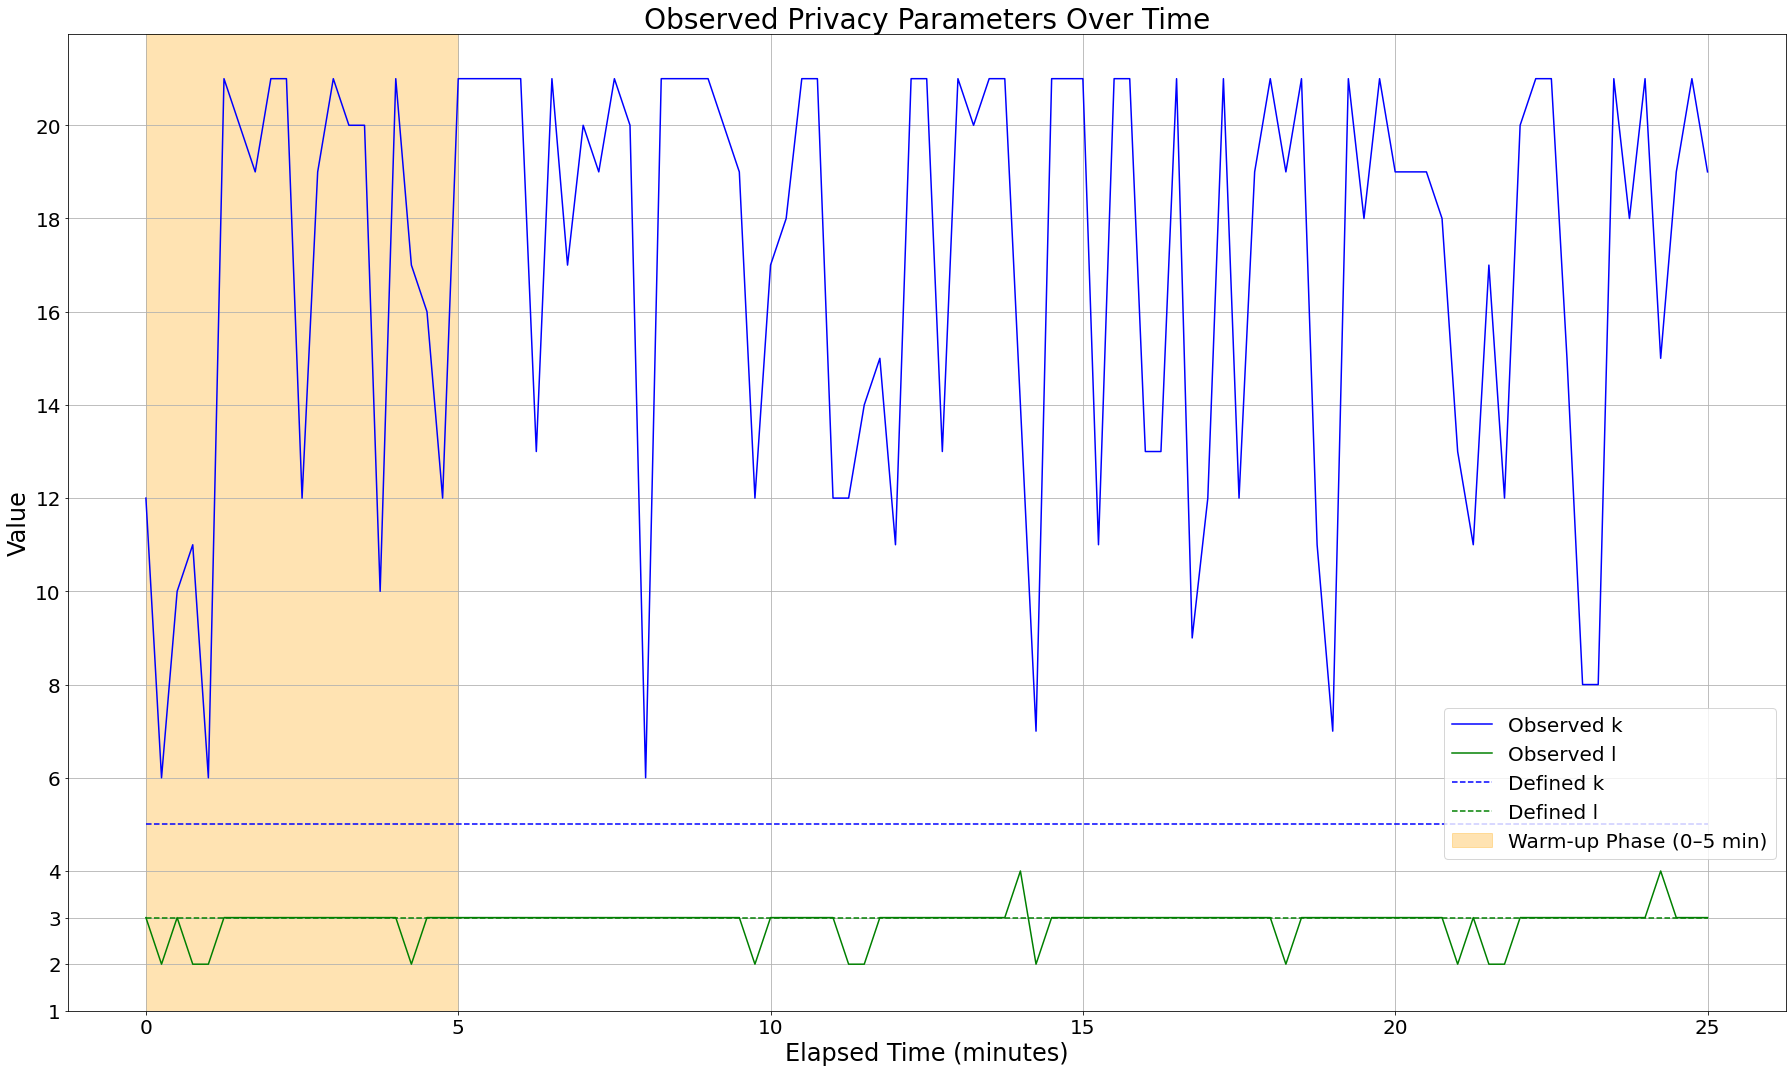 Observed Privacy Parameters Over Time
Value
20
18
16
14
12
10
8
6
4
3
2
1
Observed k
Observed l
Defined k
Defined l
Warm-up Phase (0–5 min)
0 5 10 15 20 25
Elapsed Time (minutes)